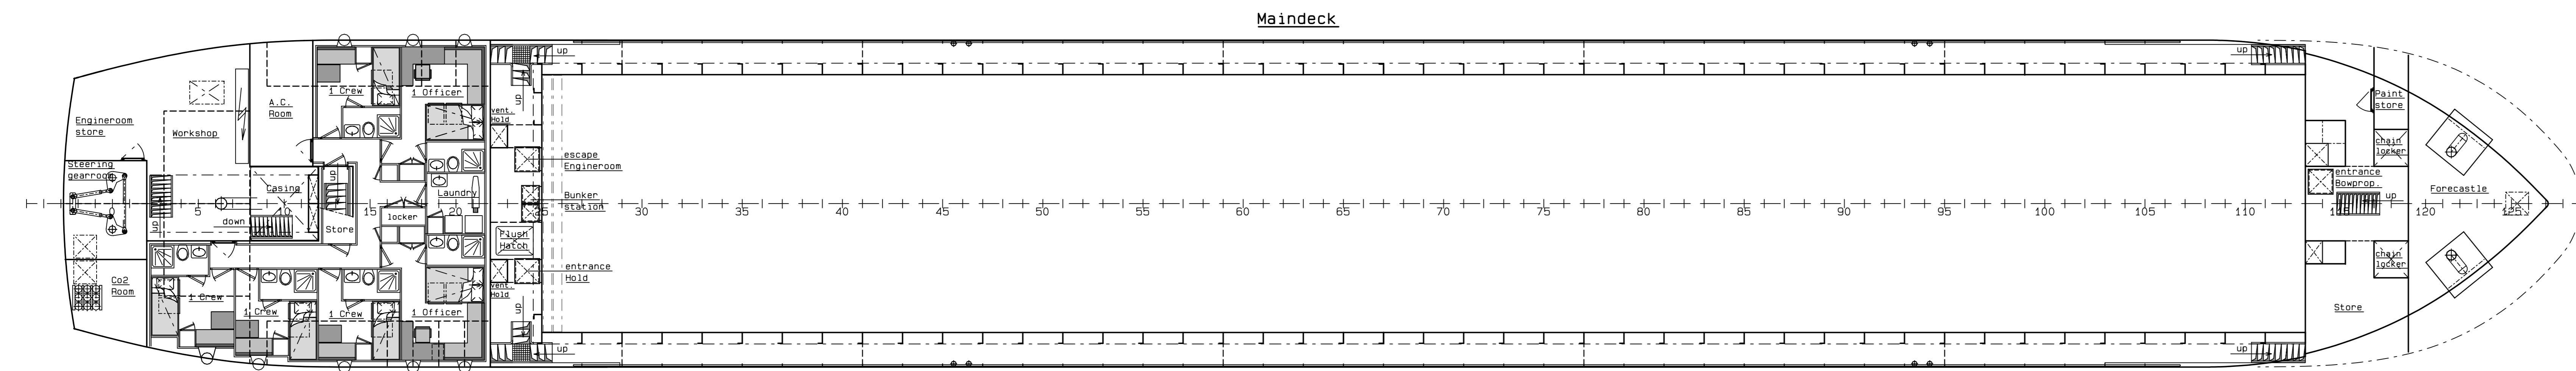 Maindeck
up
up
1 Crew
1 Officer
A.C.
Room
Engineroom
store
Workshop
up
vent.
Hold
Paint
store
chain
locker
Steering
gearroom
escape
Engineroom
up
Casing
Laundry
Bunker
station
entrance
Bowprop.
up
Forecastle
5
10
15
20
25
30
35
40
45
50
55
60
65
70
75
80
85
90
95
100
105
110
115
120
125
down
up
locker
Store
Flush
Hatch
entrance
Hold
chain
locker
Co2
Room
vent.
Hold
1 Crew
1 Crew
1 Crew
1 Officer
up
Store
up
up